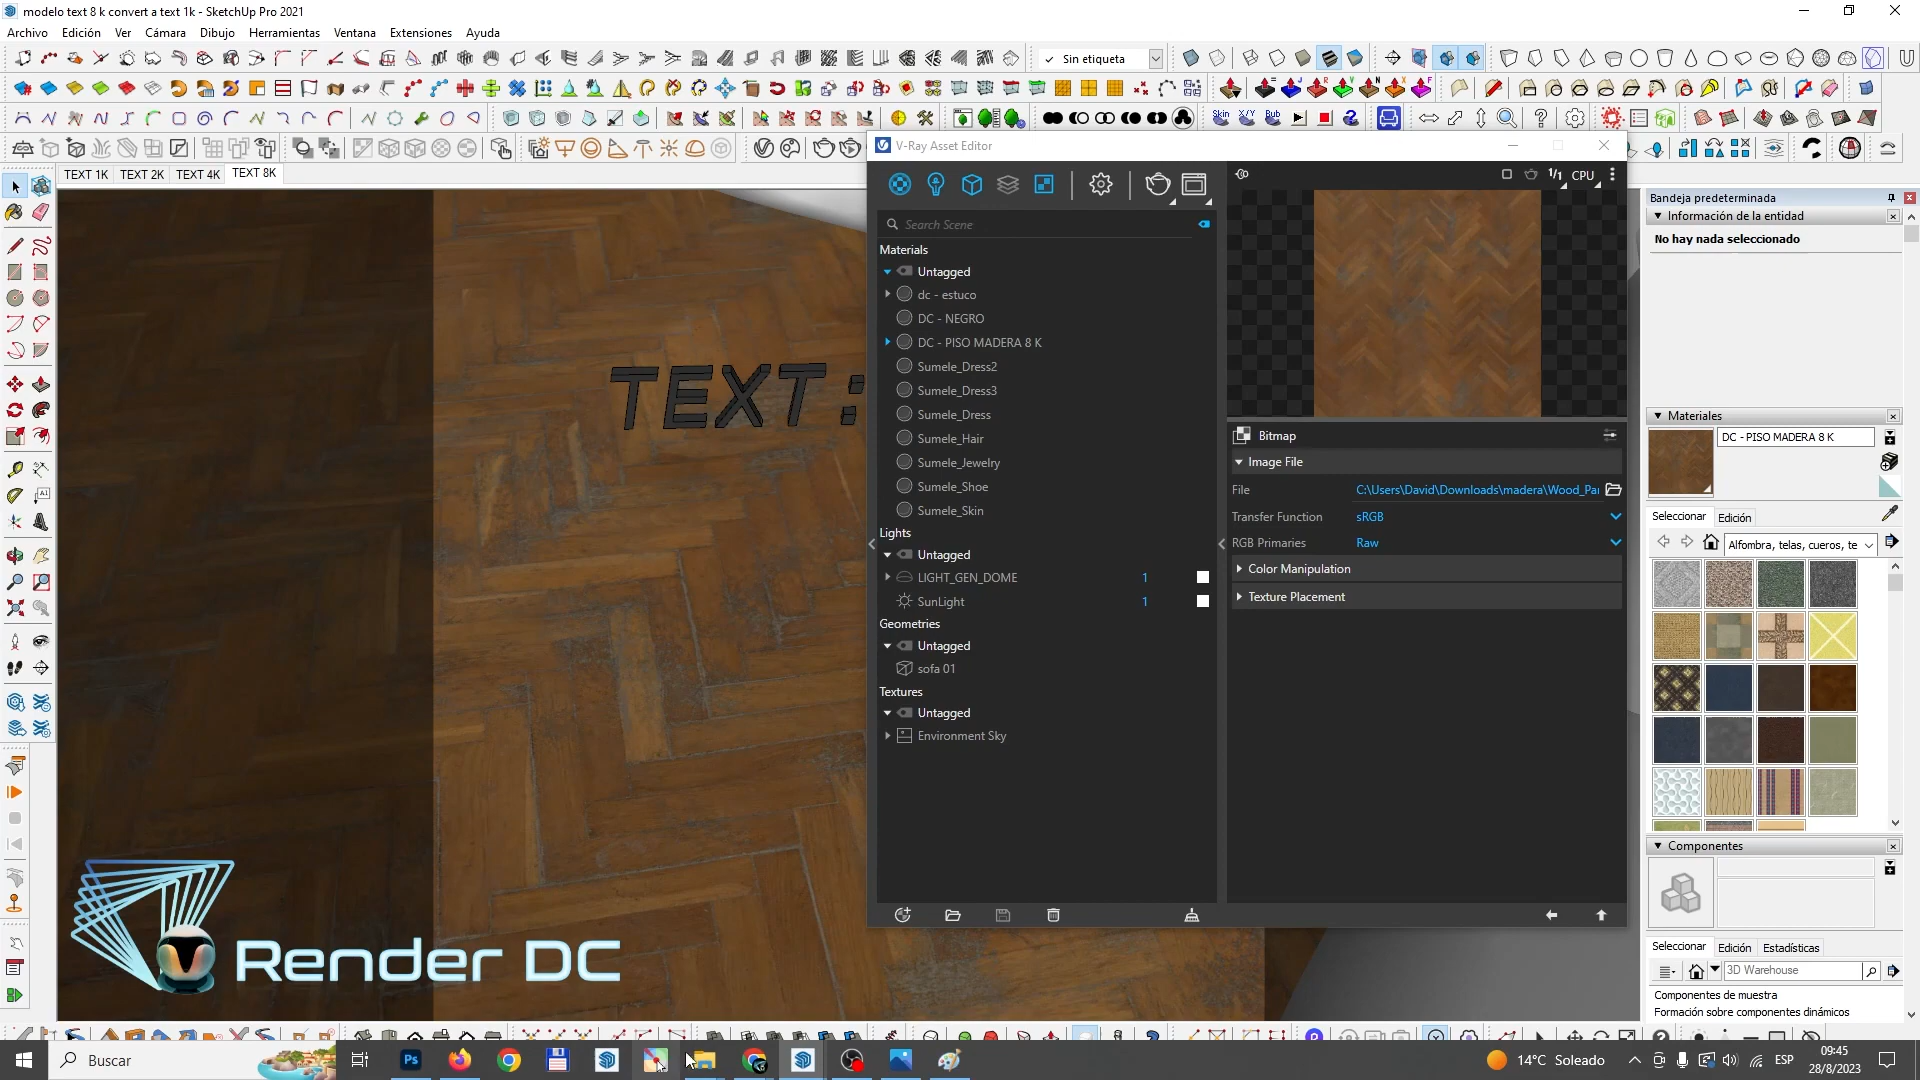 modelo text 8 k convert a text 1k - SketchUp Pro 2021
Archivo Edición Ver Cámara Dibujo Herramientas Ventana Extensiones Ayuda
Sin etiqueta
Skin X/Y Bub
TEXT 1K TEXT 2K TEXT 4K TEXT 8K
V-Ray Asset Editor
1/1 CPU
Search Scene
Materials
Untagged
dc - estuco
DC - NEGRO
DC - PISO MADERA 8 K
Sumele_Dress2
Sumele_Dress3
Sumele_Dress
Sumele_Hair
Sumele_Jewelry
Sumele_Shoe
Sumele_Skin
Lights
Untagged
LIGHT_GEN_DOME 1
SunLight 1
Geometries
Untagged
sofa 01
Textures
Untagged
Environment Sky
Bitmap
Image File
File C:\Users\David\Downloads\madera\Wood_Pa
Transfer Function sRGB
RGB Primaries Raw
Color Manipulation
Texture Placement
TEXT :
Render DC
Bandeja predeterminada
Información de la entidad
No hay nada seleccionado
Materiales
DC - PISO MADERA 8 K
Seleccionar Edición
Alfombra, telas, cueros, te
Componentes
Seleccionar Edición Estadísticas
3D Warehouse
Componentes de muestra
Formación sobre componentes dinámicos
Buscar
Ps
14°C Soleado
ESP
09:45
28/8/2023